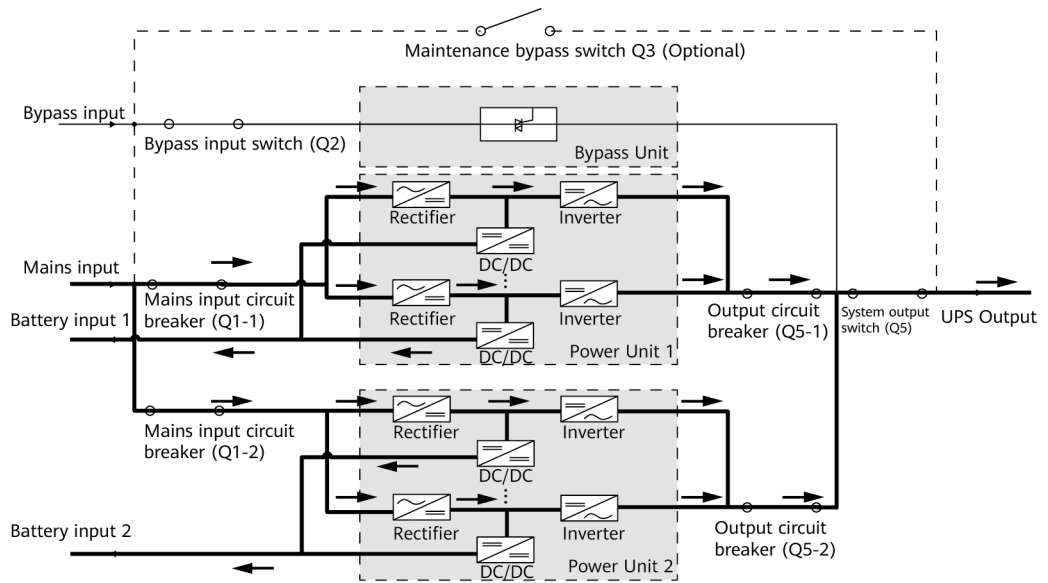 Maintenance bypass switch Q3 (Optional)
Bypass input
Bypass input switch (Q2)
Bypass Unit
Rectifier
Inverter
DC/DC
Mains input
Mains input circuit
breaker (Q1-1)
Rectifier
Inverter
Output circuit
breaker (Q5-1)
System output
switch (Q5)
UPS Output
Battery input 1
DC/DC
Power Unit 1
Mains input circuit
breaker (Q1-2)
Rectifier
Inverter
DC/DC
Battery input 2
Rectifier
Inverter
Output circuit
breaker (Q5-2)
DC/DC
Power Unit 2